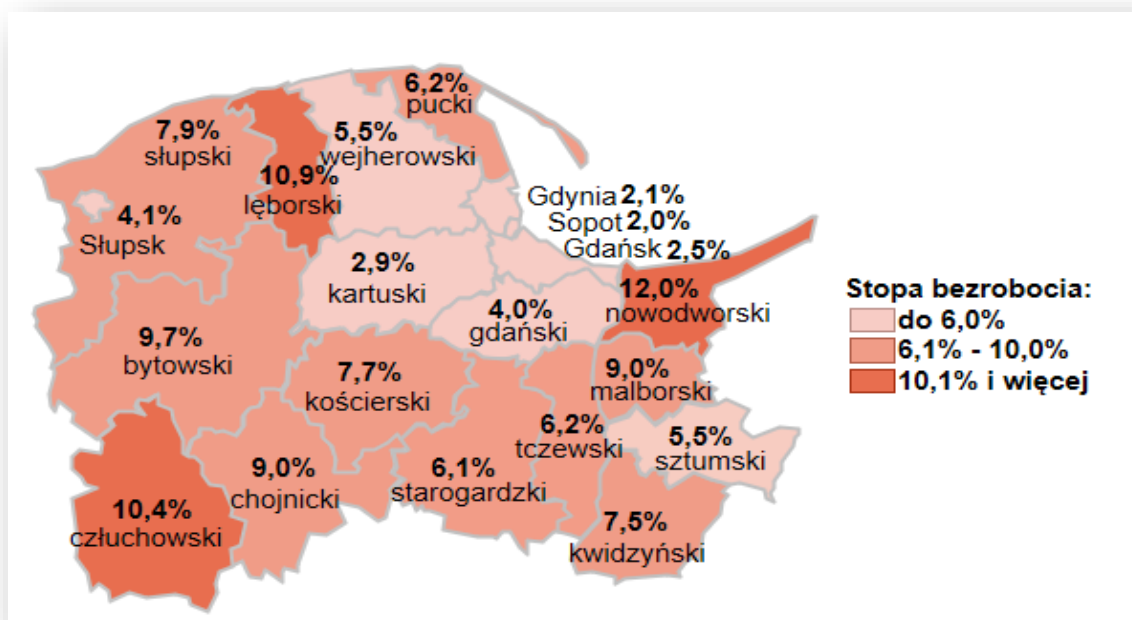 6,2%
pucki
7,9%
słupski
5,5%
wejherowski
10,9%
lęborski
Gdynia 2,1%
Sopot 2,0%
Gdańsk 2,5%
4,1%
Słupsk
2,9%
kartuski
4,0%
gdański
12,0%
nowodworski
9,7%
bytowski
7,7%
kościerski
9,0%
malborski
6,2%
tczewski
5,5%
sztumski
9,0%
chojnicki
6,1%
starogardzki
10,4%
człuchowski
7,5%
kwidzyński
Stopa bezrobocia:
do 6,0%
6,1% - 10,0%
10,1% i więcej